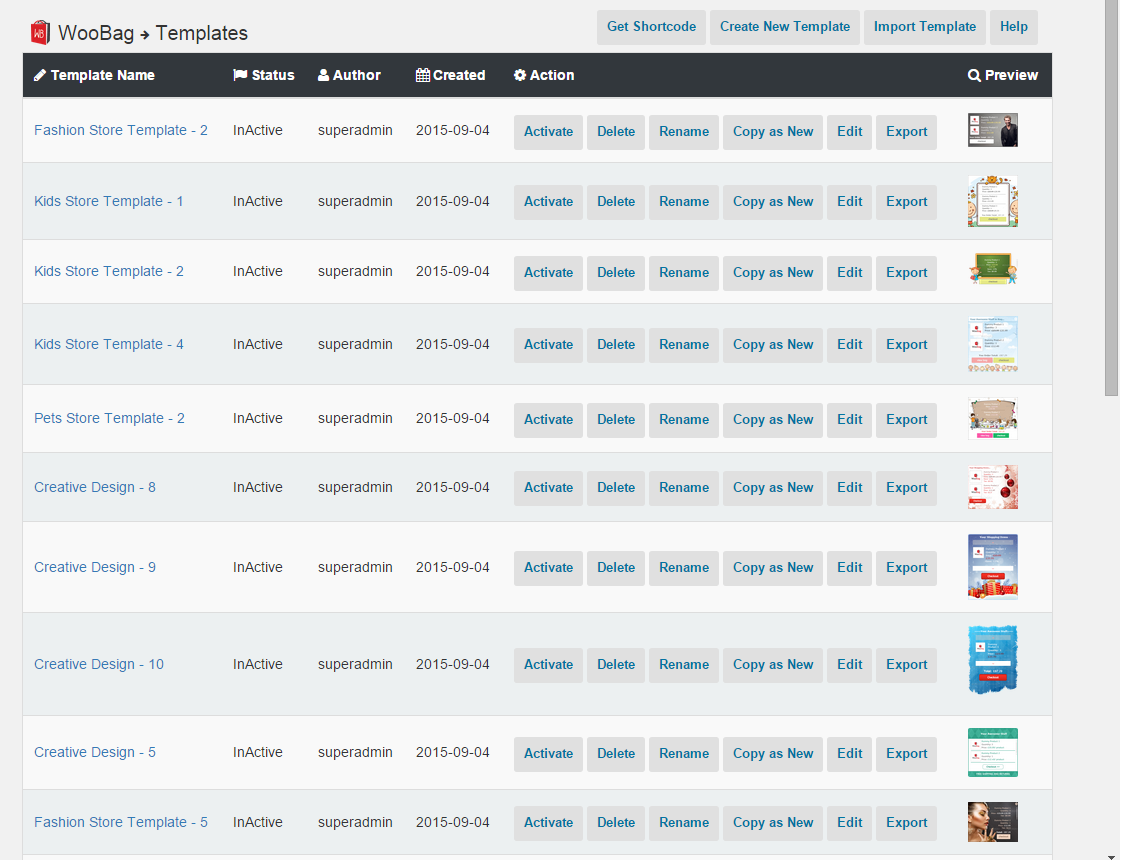 WooBag → Templates Get Shortcode Create New Template Import Template Help
Template Name Status Author Created Action Preview
Fashion Store Template - 2 InActive superadmin 2015-09-04 Activate Delete Rename Copy as New Edit Export
Kids Store Template - 1 InActive superadmin 2015-09-04 Activate Delete Rename Copy as New Edit Export
Kids Store Template - 2 InActive superadmin 2015-09-04 Activate Delete Rename Copy as New Edit Export
Kids Store Template - 4 InActive superadmin 2015-09-04 Activate Delete Rename Copy as New Edit Export
Pets Store Template - 2 InActive superadmin 2015-09-04 Activate Delete Rename Copy as New Edit Export
Creative Design - 8 InActive superadmin 2015-09-04 Activate Delete Rename Copy as New Edit Export
Creative Design - 9 InActive superadmin 2015-09-04 Activate Delete Rename Copy as New Edit Export
Creative Design - 10 InActive superadmin 2015-09-04 Activate Delete Rename Copy as New Edit Export
Creative Design - 5 InActive superadmin 2015-09-04 Activate Delete Rename Copy as New Edit Export
Fashion Store Template - 5 InActive superadmin 2015-09-04 Activate Delete Rename Copy as New Edit Export